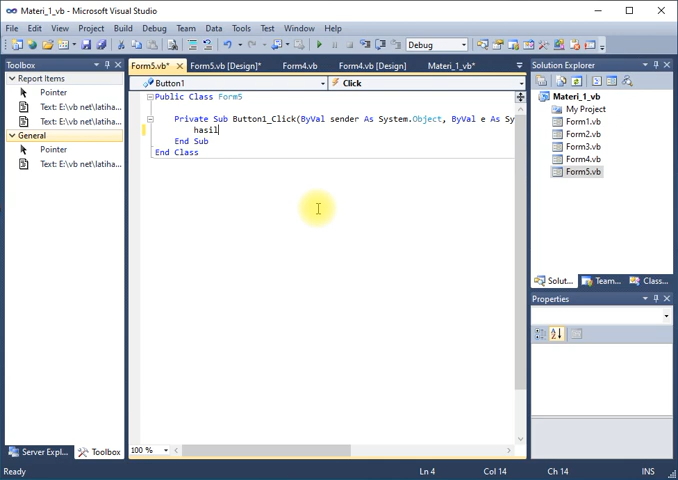 Materi_1_vb - Microsoft Visual Studio
File Edit View Project Build Debug Team Data Tools Test Window Help
Debug
Toolbox
Report Items
Pointer
Text: E:\vb net\latiha...
Text: E:\vb net\latiha...
General
Pointer
Text: E:\vb net\latiha...
Server Expl...
Toolbox
Form5.vb* Form5.vb [Design]* Form4.vb Form4.vb [Design] Materi_1.vb*
Button1
Click
Public Class Form5
Private Sub Button1_Click(ByVal sender As System.Object, ByVal e As Sy
hasil
End Sub
End Class
100 %
Solution Explorer
Materi_1_vb
My Project
Form1.vb
Form2.vb
Form3.vb
Form4.vb
Form5.vb
Solut... Team... Class...
Properties
Ready Ln 4 Col 14 Ch 14 INS